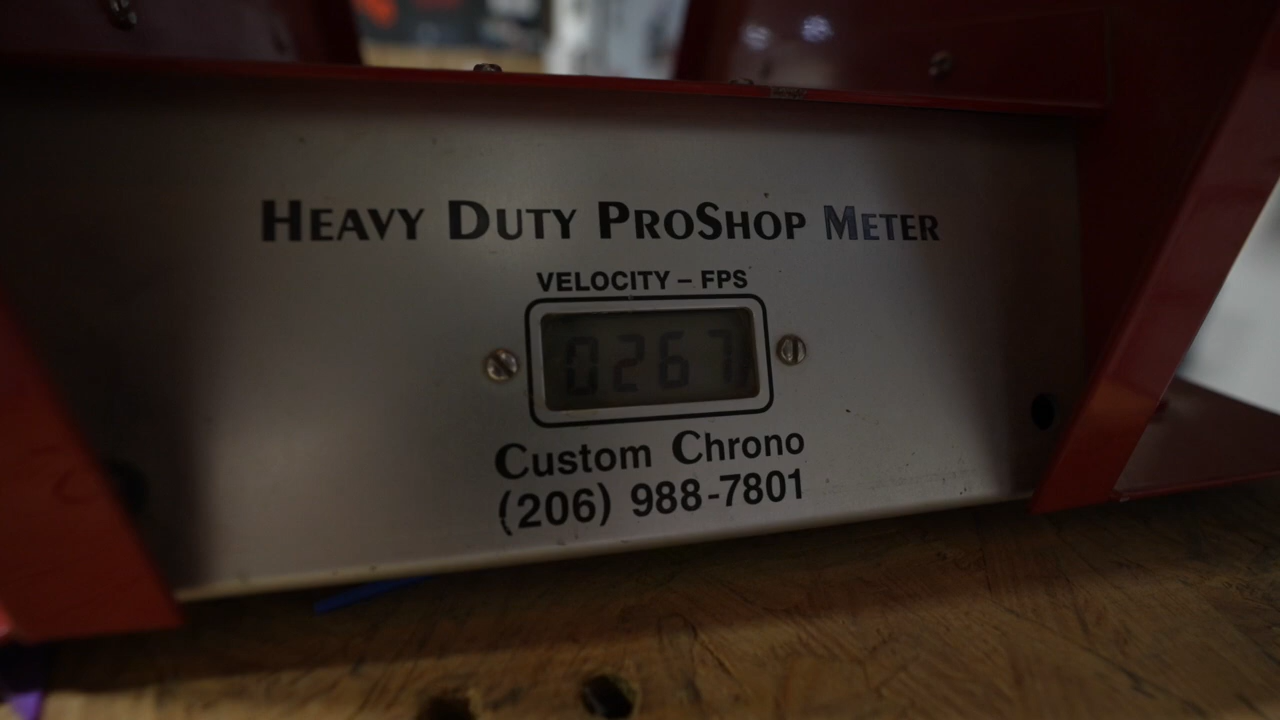 HEAVY DUTY PROSHOP METER
VELOCITY – FPS
0267
Custom Chrono
(206) 988-7801